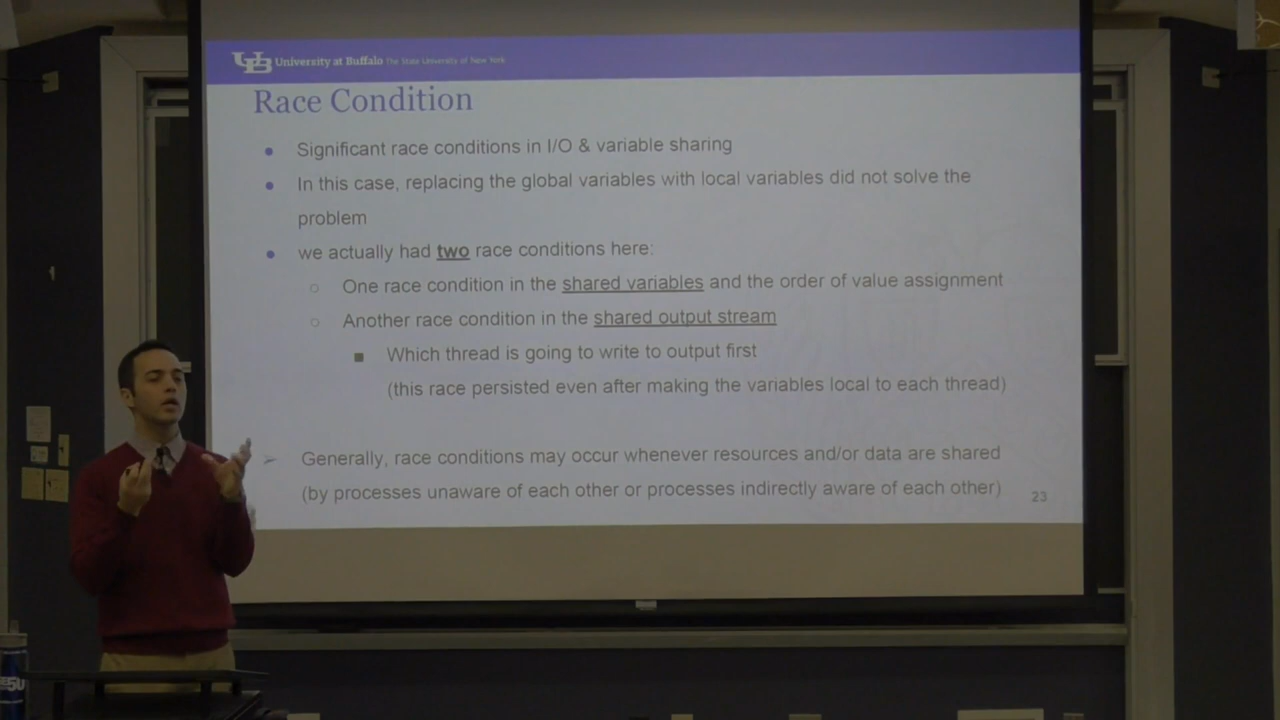 UB University at Buffalo The State University of New York
Race Condition
Significant race conditions in I/O & variable sharing
In this case, replacing the global variables with local variables did not solve the
problem
we actually had two race conditions here:
One race condition in the shared variables and the order of value assignment
Another race condition in the shared output stream
Which thread is going to write to output first
(this race persisted even after making the variables local to each thread)
Generally, race conditions may occur whenever resources and/or data are shared
(by processes unaware of each other or processes indirectly aware of each other)
23